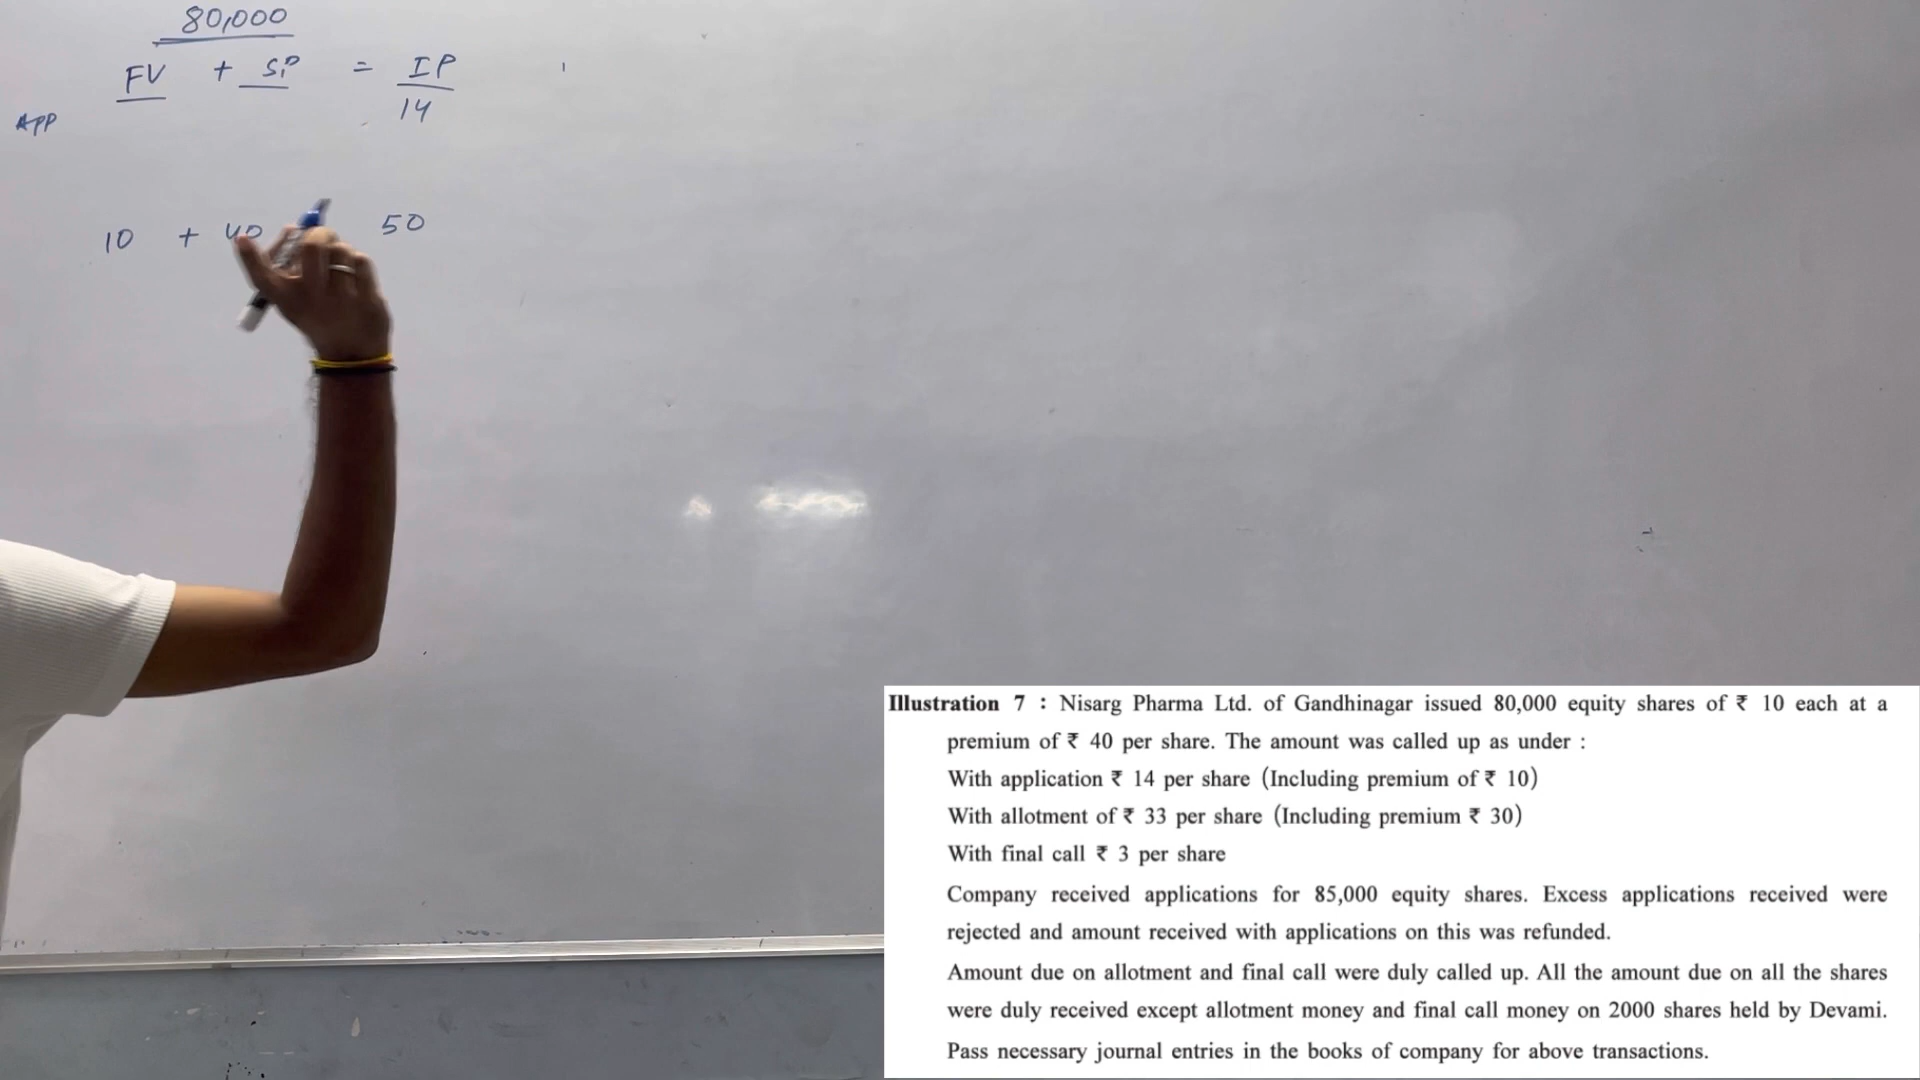 80,000
FV + SP = IP
14
APP
10 + 40 50
Illustration 7 : Nisarg Pharma Ltd. of Gandhinagar issued 80,000 equity shares of ₹ 10 each at a
premium of ₹ 40 per share. The amount was called up as under :
With application ₹ 14 per share (Including premium of ₹ 10)
With allotment of ₹ 33 per share (Including premium ₹ 30)
With final call ₹ 3 per share
Company received applications for 85,000 equity shares. Excess applications received were
rejected and amount received with applications on this was refunded.
Amount due on allotment and final call were duly called up. All the amount due on all the shares
were duly received except allotment money and final call money on 2000 shares held by Devami.
Pass necessary journal entries in the books of company for above transactions.